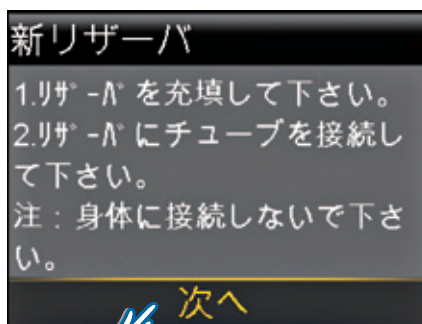 新リザーバ
1.ﾘｻﾞｰﾊﾞを充填して下さい。
2.ﾘｻﾞｰﾊﾞにチューブを接続し
て下さい。
注：身体に接続しないで下さ
い。
次へ